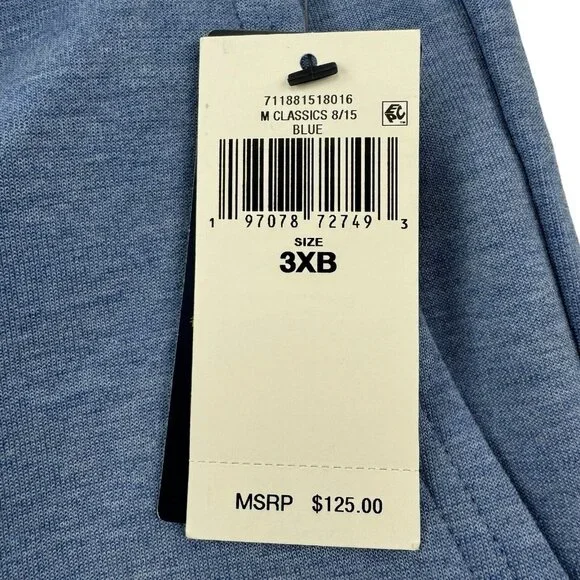 711881518016
M CLASSICS 8/15
BLUE
1 97078 72749 3
SIZE
3XB
MSRP $125.00